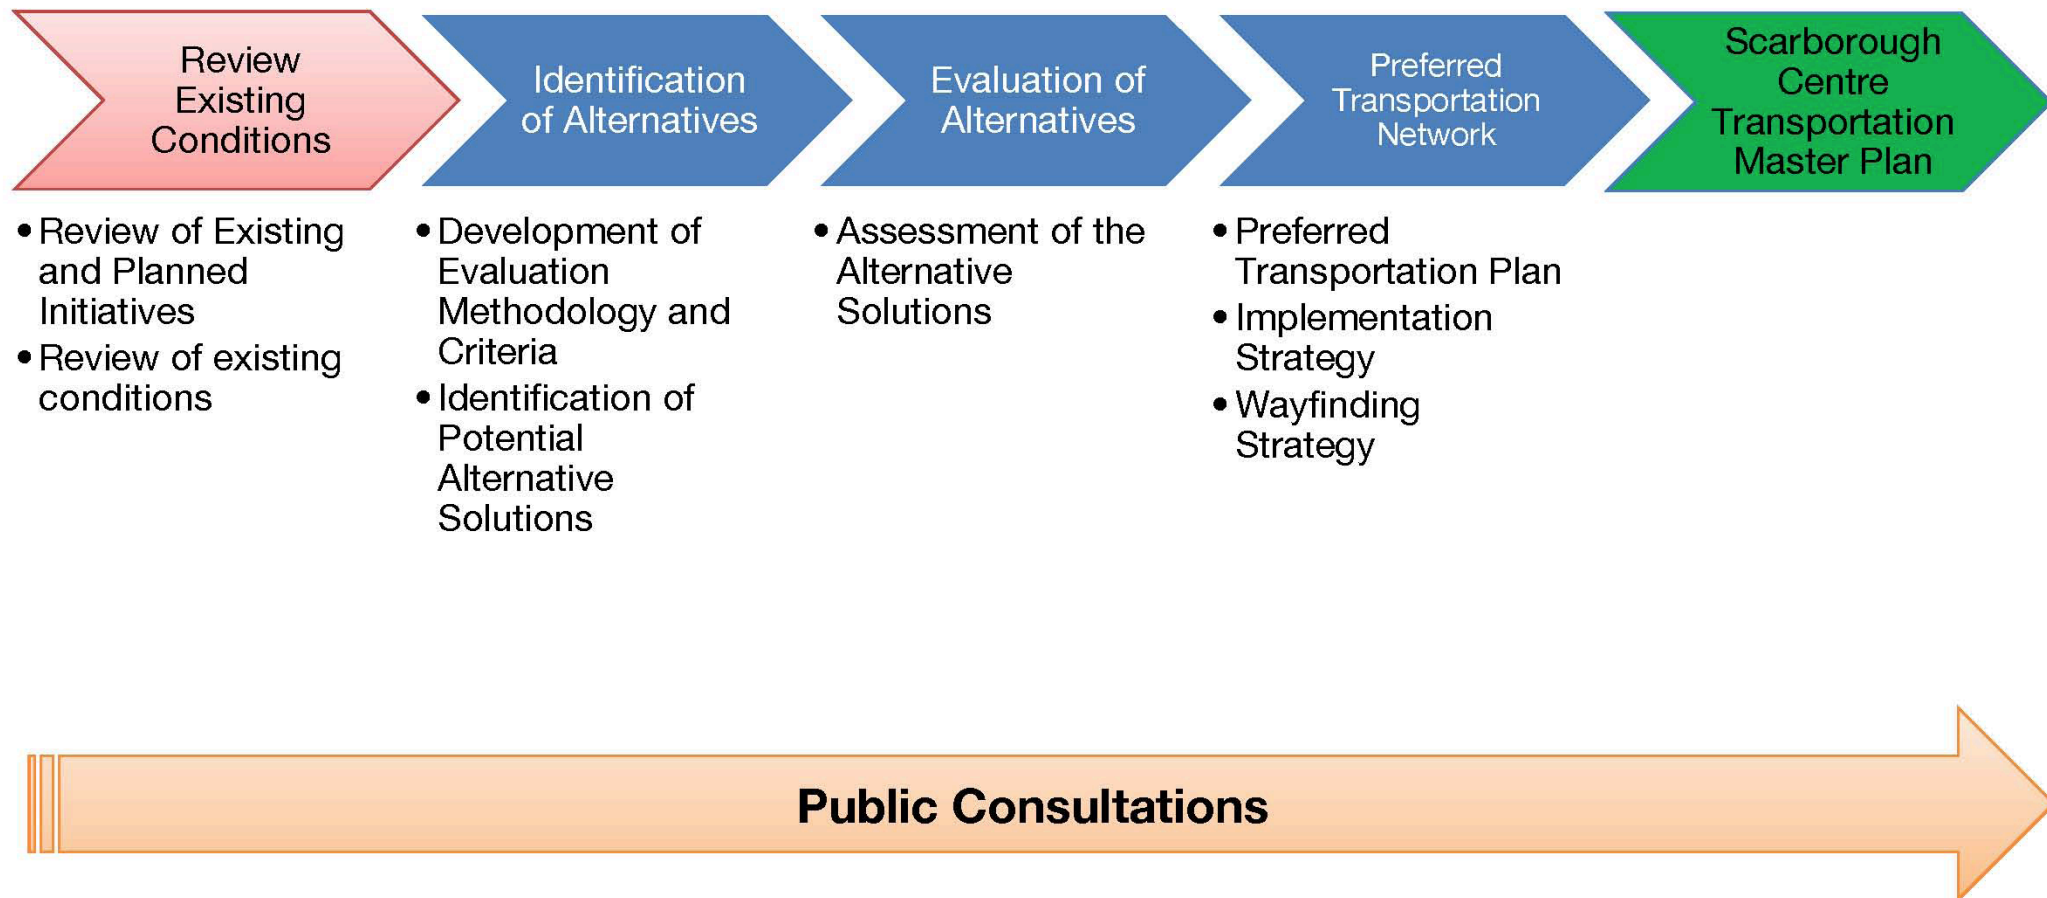 Review
Existing
Conditions
Identification
of Alternatives
Evaluation of
Alternatives
Preferred
Transportation
Network
Scarborough
Centre
Transportation
Master Plan
• Review of Existing
and Planned
Initiatives
• Review of existing
conditions
• Development of
Evaluation
Methodology and
Criteria
• Identification of
Potential
Alternative
Solutions
• Assessment of the
Alternative
Solutions
• Preferred
Transportation Plan
• Implementation
Strategy
• Wayfinding
Strategy
Public Consultations